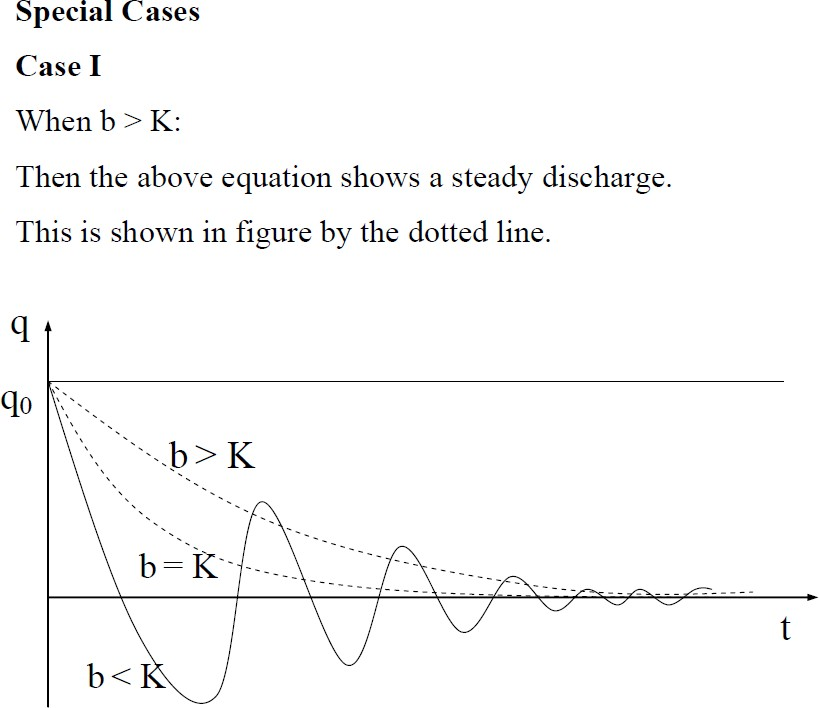 Special Cases
Case I
When b > K:
Then the above equation shows a steady discharge.
This is shown in figure by the dotted line.
q
q0
b > K
b = K
t
b < K